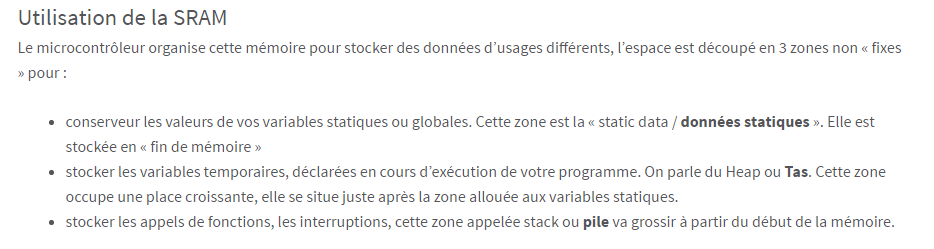 Utilisation de la SRAM
Le microcontrôleur organise cette mémoire pour stocker des données d’usages différents, l’espace est découpé en 3 zones non « fixes
» pour :
• conserveur les valeurs de vos variables statiques ou globales. Cette zone est la « static data / données statiques ». Elle est
stockée en « fin de mémoire »
• stocker les variables temporaires, déclarées en cours d’exécution de votre programme. On parle du Heap ou Tas. Cette zone
occupe une place croissante, elle se situe juste après la zone allouée aux variables statiques.
• stocker les appels de fonctions, les interruptions, cette zone appelée stack ou pile va grossir à partir du début de la mémoire.